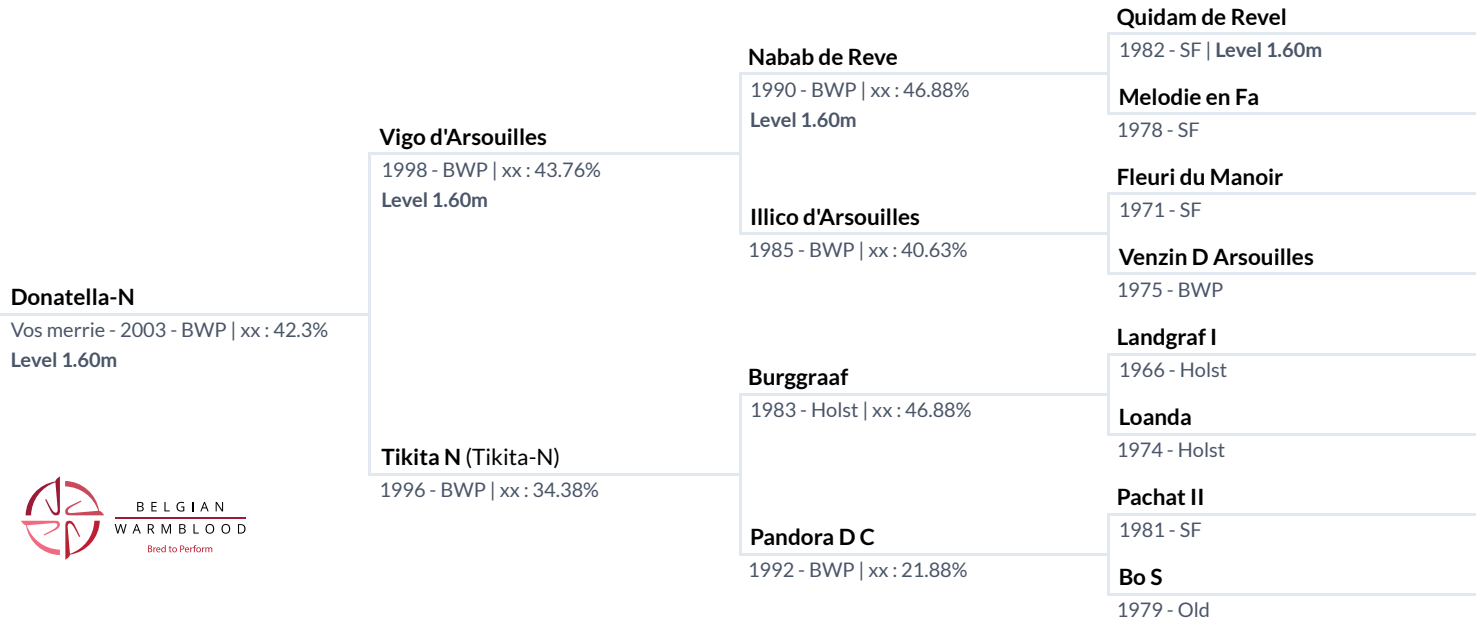 Donatella-N
Vos merrie - 2003 - BWP | xx : 42.3%
Level 1.60m
Vigo d'Arsouilles
1998 - BWP | xx : 43.76%
Level 1.60m
Tikita N (Tikita-N)
1996 - BWP | xx : 34.38%
Nabab de Reve
1990 - BWP | xx : 46.88%
Level 1.60m
Illico d'Arsouilles
1985 - BWP | xx : 40.63%
Burggraaf
1983 - Holst | xx : 46.88%
Pandora D C
1992 - BWP | xx : 21.88%
Quidam de Revel
1982 - SF | Level 1.60m
Melodie en Fa
1978 - SF
Fleuri du Manoir
1971 - SF
Venzin D Arsouilles
1975 - BWP
Landgraf I
1966 - Holst
Loanda
1974 - Holst
Pachat II
1981 - SF
Bo S
1979 - Old
BELGIAN
WARMBLOOD
Bred to Perform